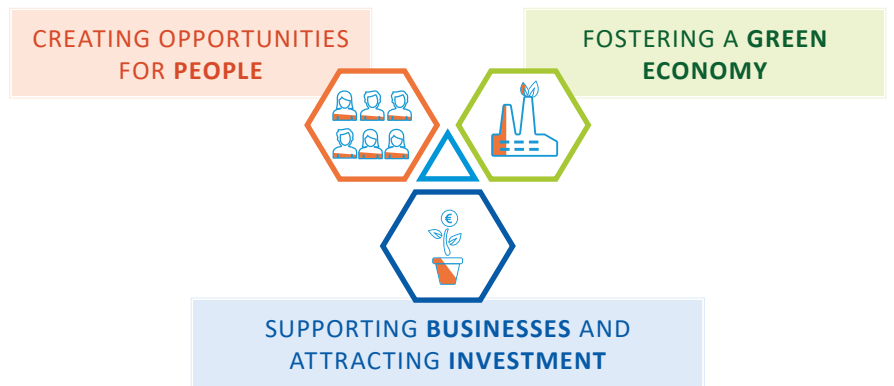 CREATING OPPORTUNITIES
FOR PEOPLE
FOSTERING A GREEN
ECONOMY
€
SUPPORTING BUSINESSES AND
ATTRACTING INVESTMENT